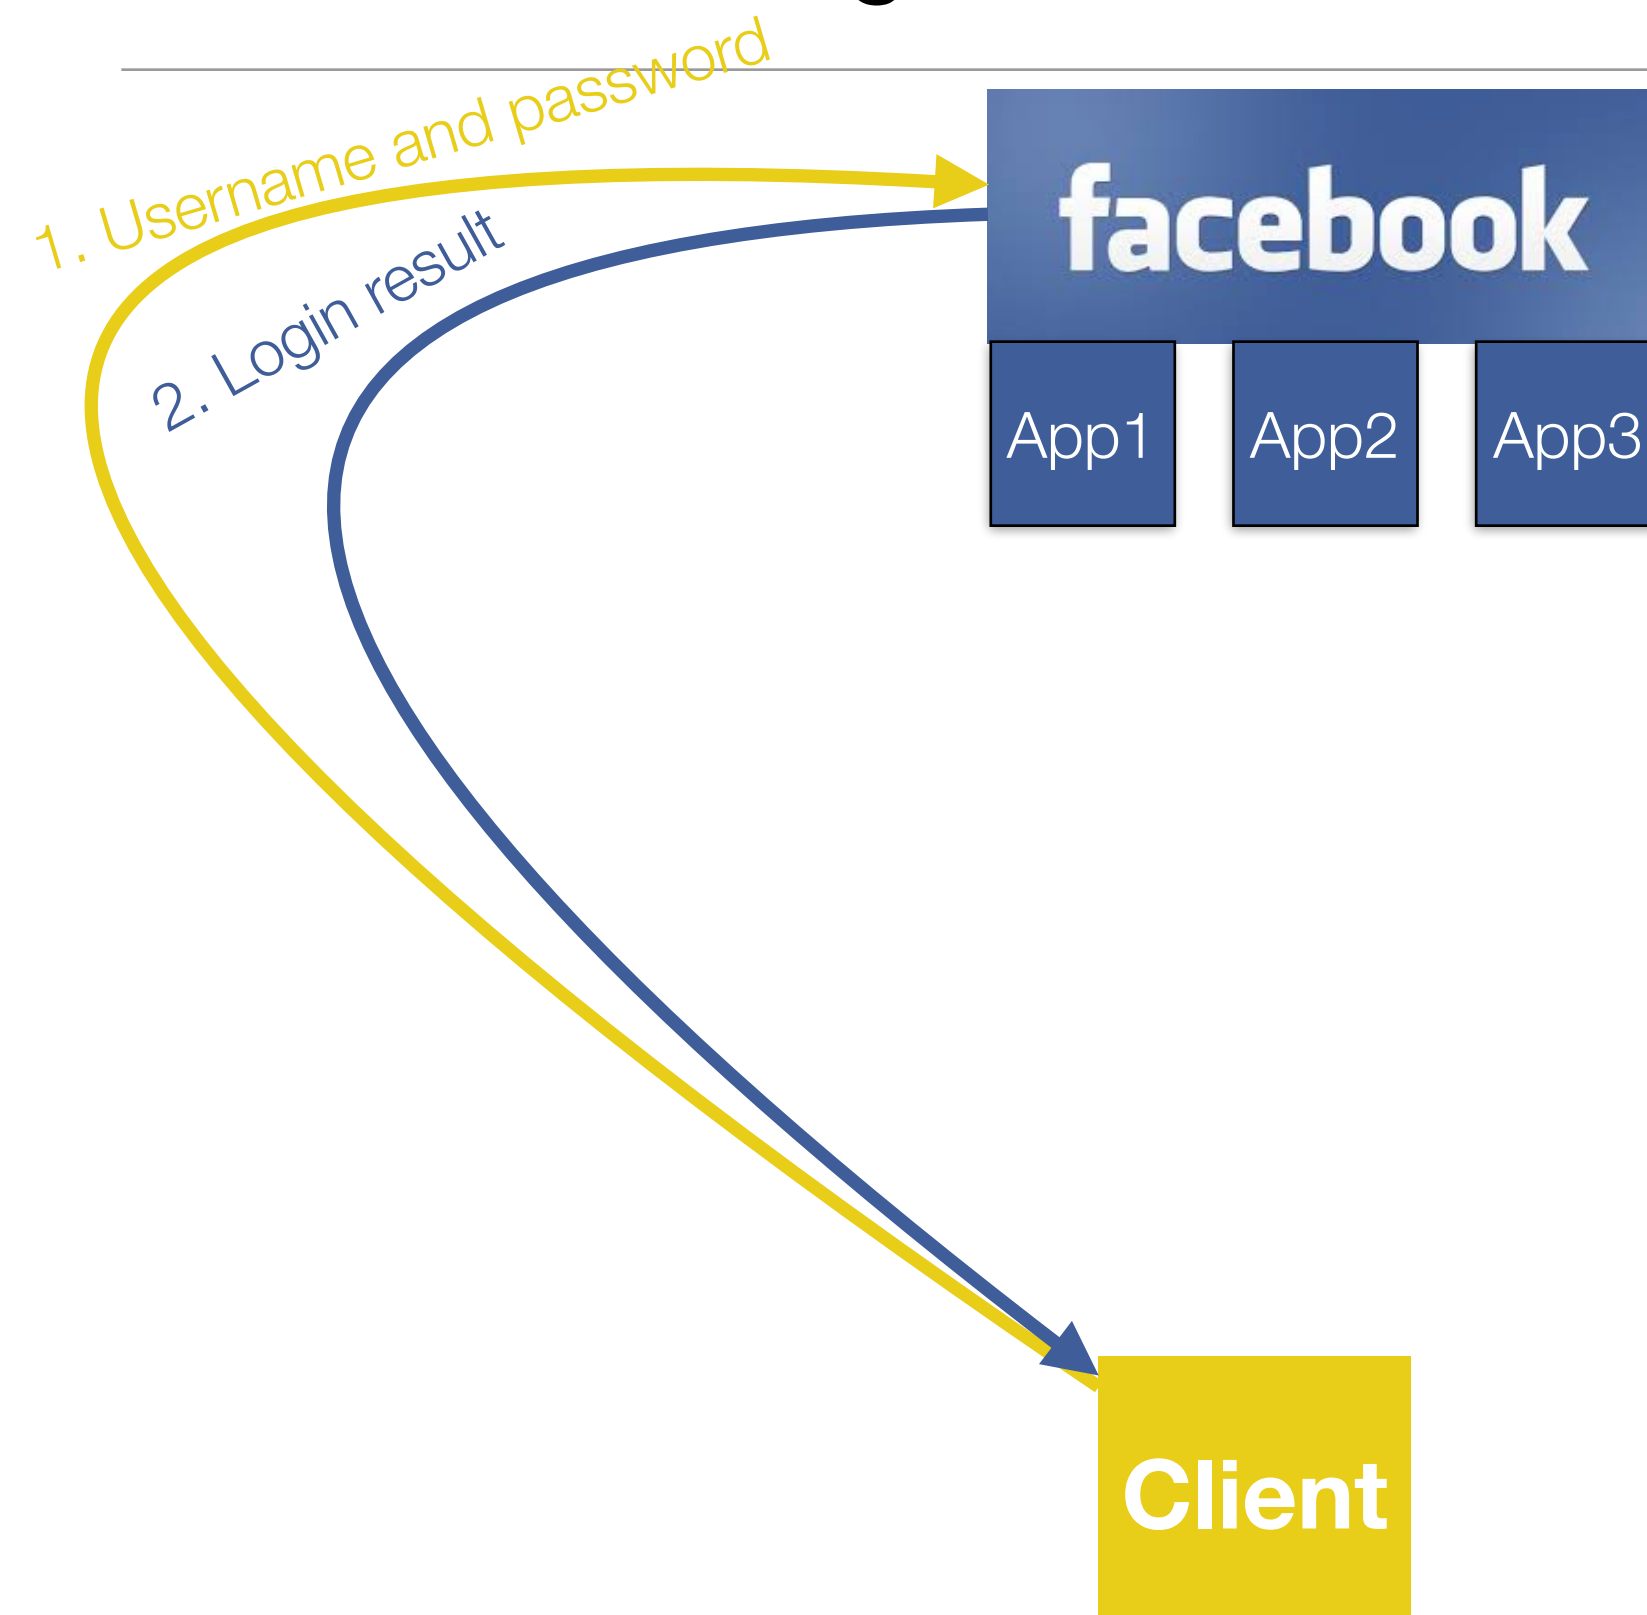 1. Username and password
2. Login result
facebook
App1 App2 App3
Client